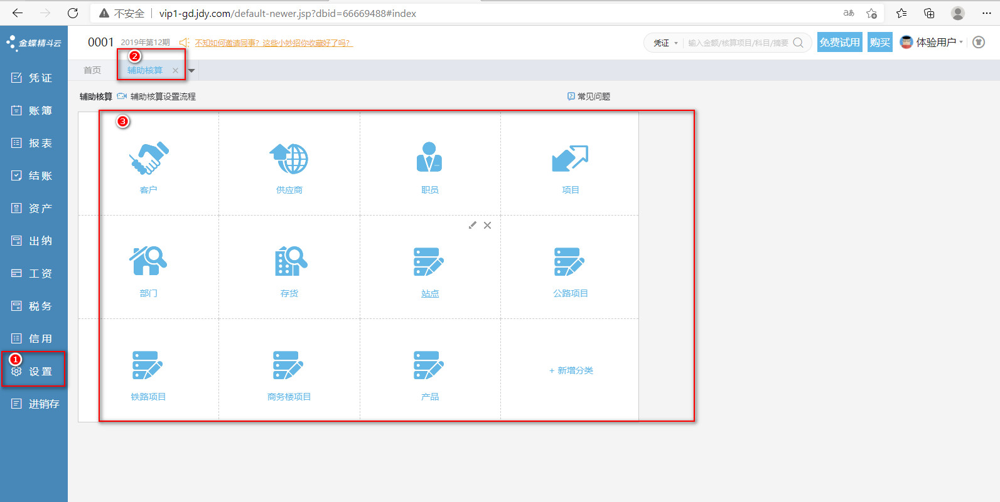 不安全 vip1-gd.jdy.com/default-newer.jsp?dbid=66669488#index aあ
金蝶精斗云 0001 2019年第12期 不知如何邀请同事？这些小妙招你收藏好了吗？ 凭证 输入金额/核算项目/科目/摘要 免费试用 购买 体验用户
2
首页 辅助核算
凭证
辅助核算 辅助核算设置流程 常见问题
账簿
3
报表
结账
客户 供应商 职员 项目
资产
出纳
工资
部门 存货 站点 公路项目
税务
信用
1
设置
+ 新增分类
铁路项目 商务楼项目 产品
进销存